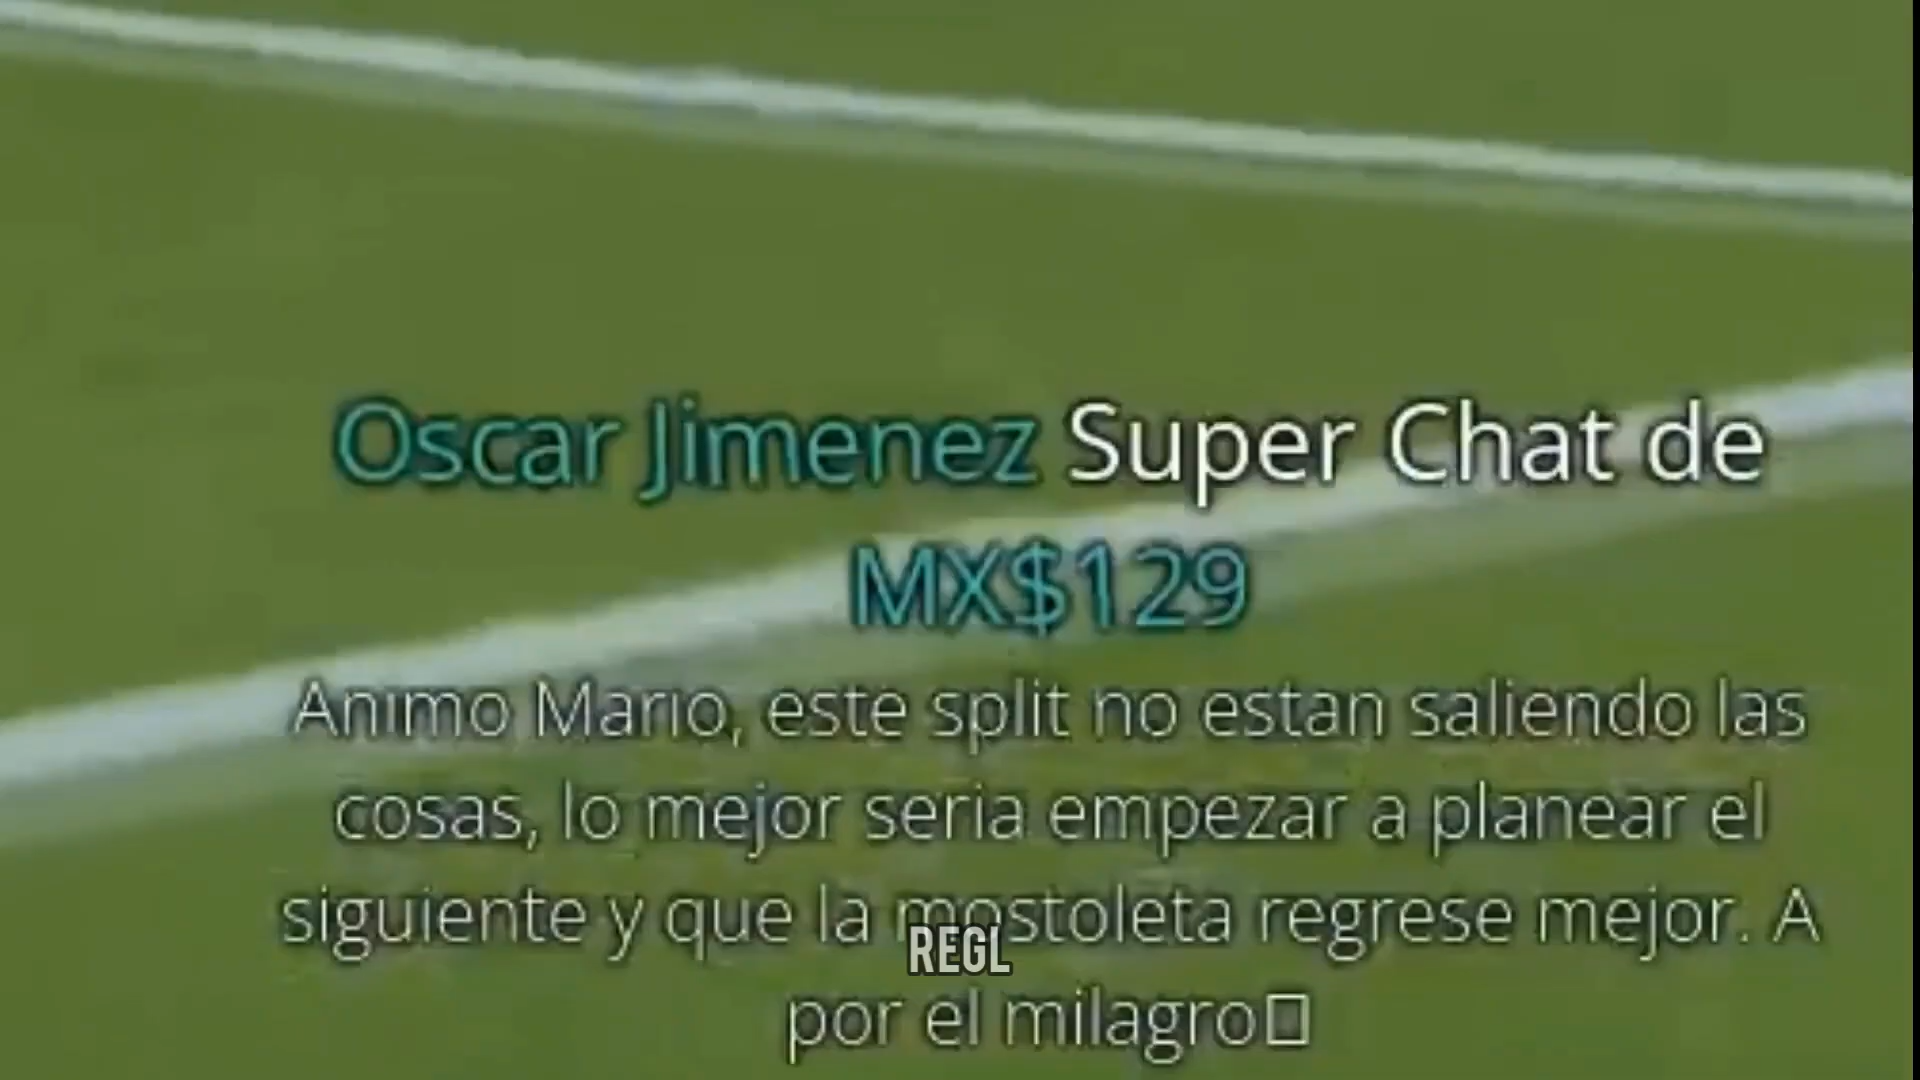 Oscar Jimenez Super Chat de
MX$129
Animo Mario, este split no estan saliendo las
cosas, lo mejor seria empezar a planear el
siguiente y que la mostoleta regrese mejor. A
REGL
por el milagro